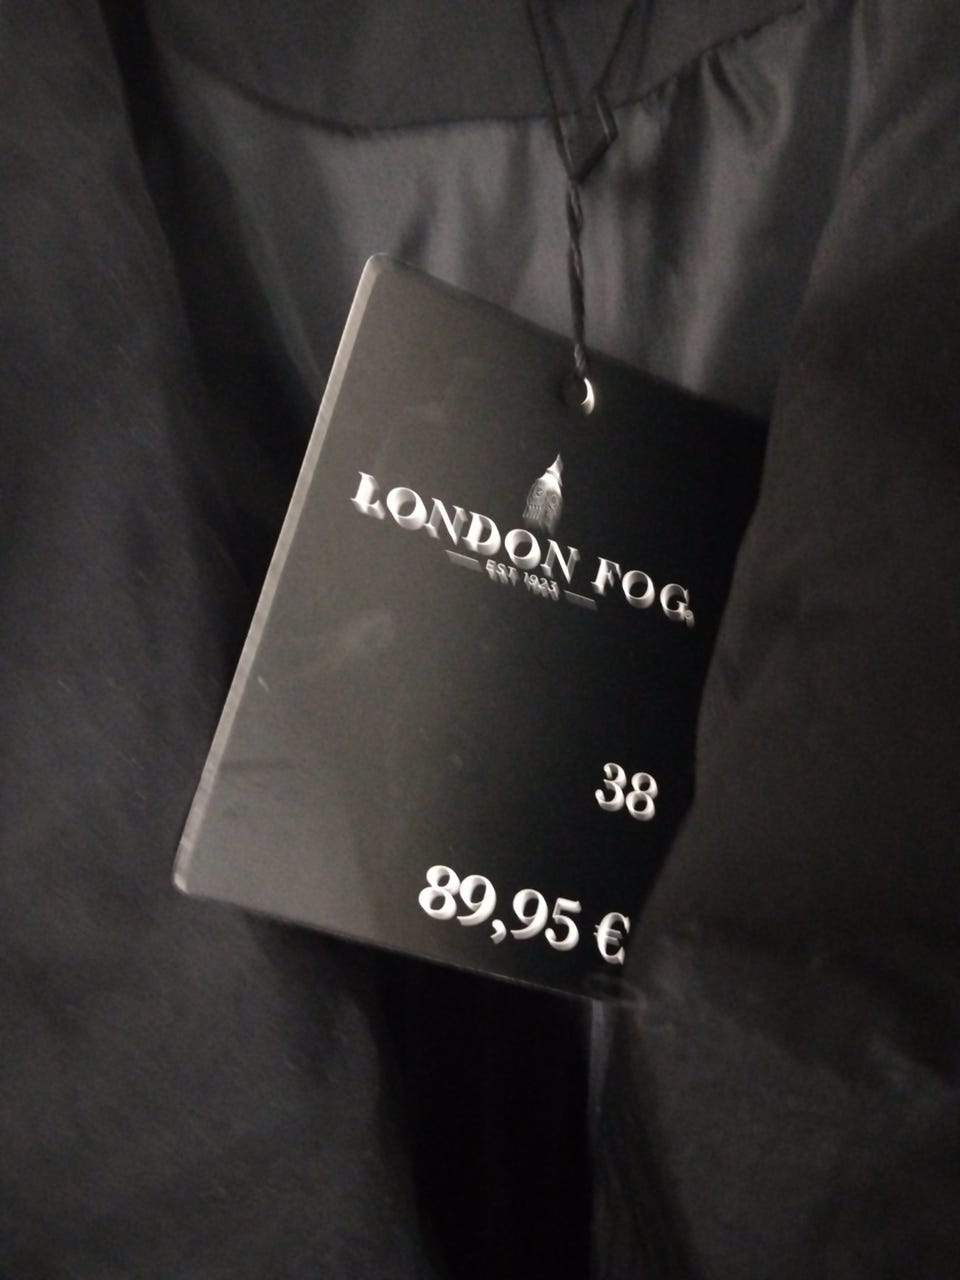 LONDON FOG®
EST. 1923
38
89,95 €